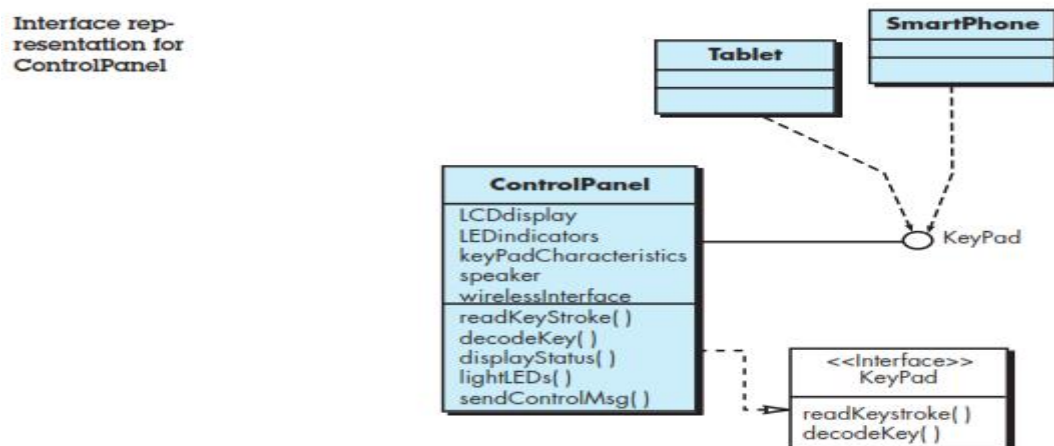 Interface rep-
resentation for
ControlPanel
SmartPhone
Tablet
ControlPanel
LCDdisplay
LEDindicators
keyPadCharacteristics
speaker
wirelessInterface
readKeyStroke( )
decodeKey( )
displayStatus( )
lightLEDs( )
sendControlMsg( )
KeyPad
<<Interface>>
KeyPad
readKeystroke( )
decodeKey( )